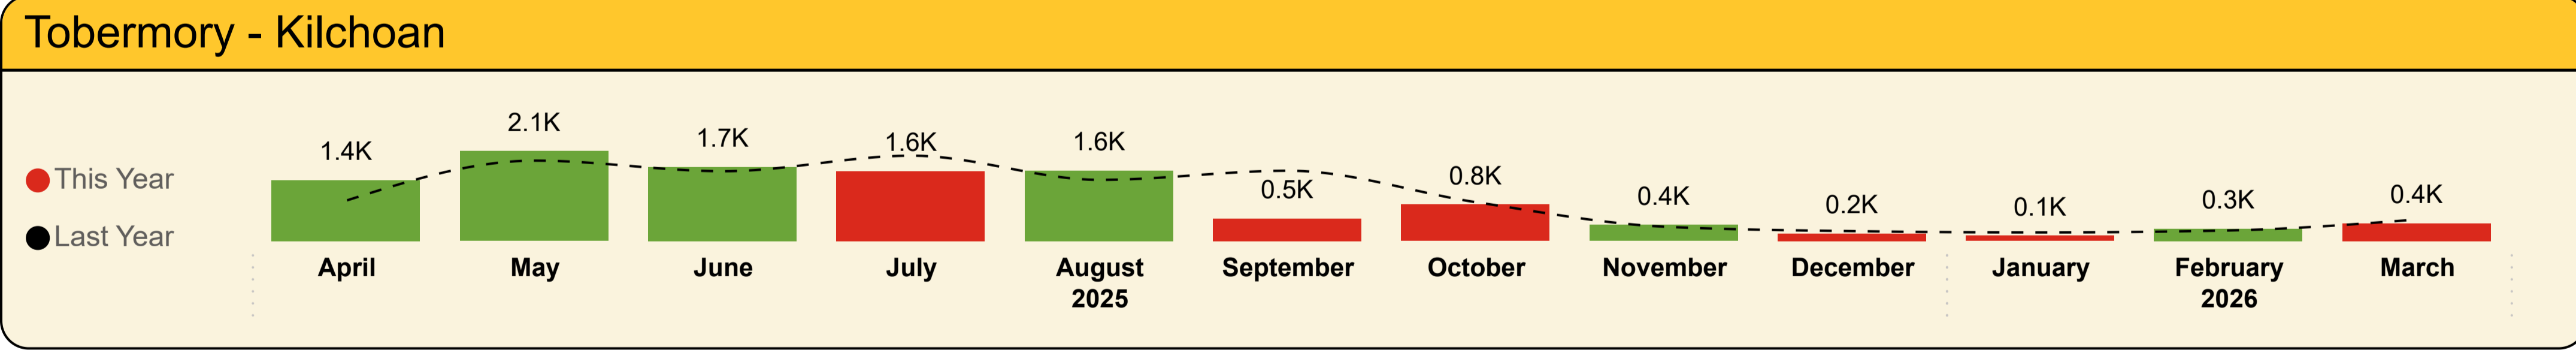 Tobermory - Kilchoan
This Year
Last Year
1.4K
2.1K
1.7K
1.6K
1.6K
0.5K
0.8K
0.4K
0.2K
0.1K
0.3K
0.4K
April May June July August September October November December January February March
2025 2026